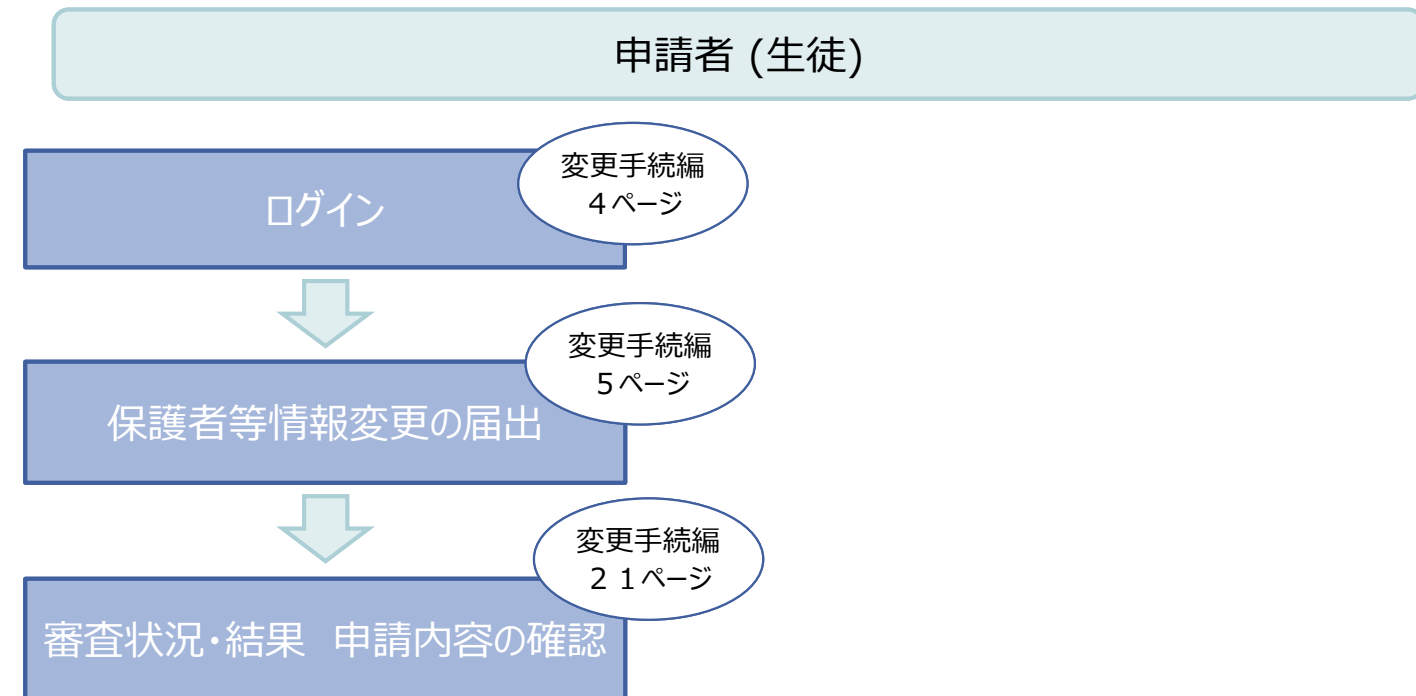 申請者 (生徒)
変更手続編
４ページ
ログイン
変更手続編
５ページ
保護者等情報変更の届出
変更手続編
２１ページ
審査状況・結果　申請内容の確認